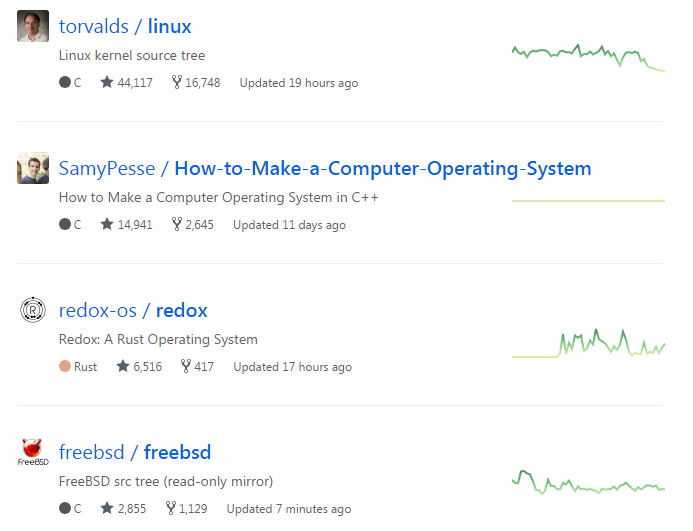 torvalds / linux
Linux kernel source tree
C 44,117 16,748 Updated 19 hours ago
SamyPesse / How-to-Make-a-Computer-Operating-System
How to Make a Computer Operating System in C++
C 14,941 2,645 Updated 11 days ago
R
redox-os / redox
Redox: A Rust Operating System
Rust 6,516 417 Updated 17 hours ago
freebsd / freebsd
FreeBSD
FreeBSD src tree (read-only mirror)
C 2,855 1,129 Updated 7 minutes ago